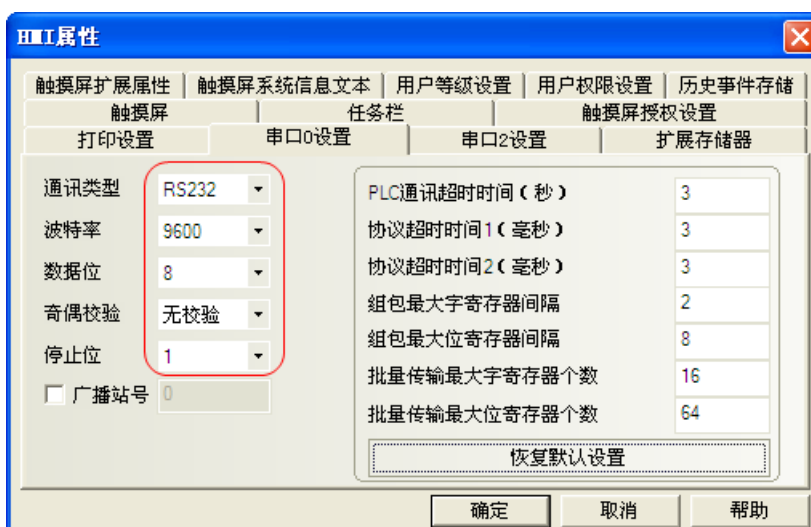 HMI属性
触摸屏扩展属性 触摸屏系统信息文本 用户等级设置 用户权限设置 历史事件存储
触摸屏 任务栏 触摸屏授权设置
打印设置 串口0设置 串口2设置 扩展存储器
通讯类型 RS232
波特率 9600
数据位 8
奇偶校验 无校验
停止位 1
广播站号 0
PLC通讯超时时间(秒) 3
协议超时时间1(毫秒) 3
协议超时时间2(毫秒) 3
组包最大字寄存器间隔 2
组包最大位寄存器间隔 8
批量传输最大字寄存器个数 16
批量传输最大位寄存器个数 64
恢复默认设置
确定 取消 帮助